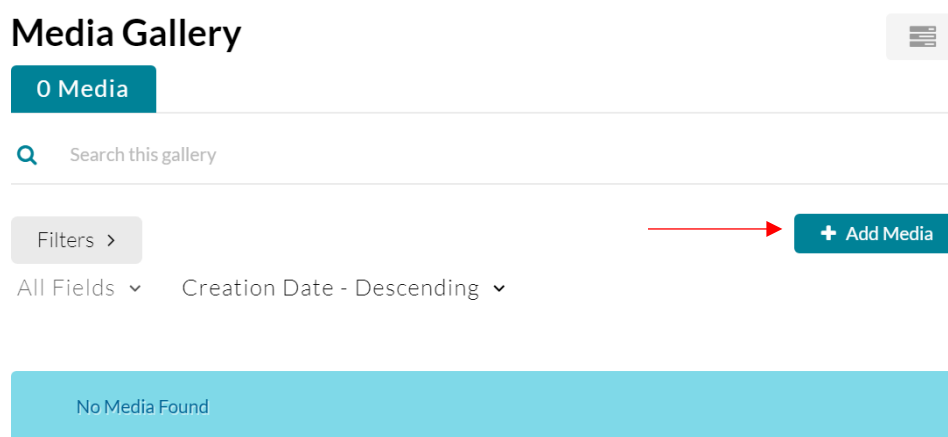 Media Gallery
0 Media
Search this gallery
Filters
Add Media
All Fields Creation Date - Descending
No Media Found